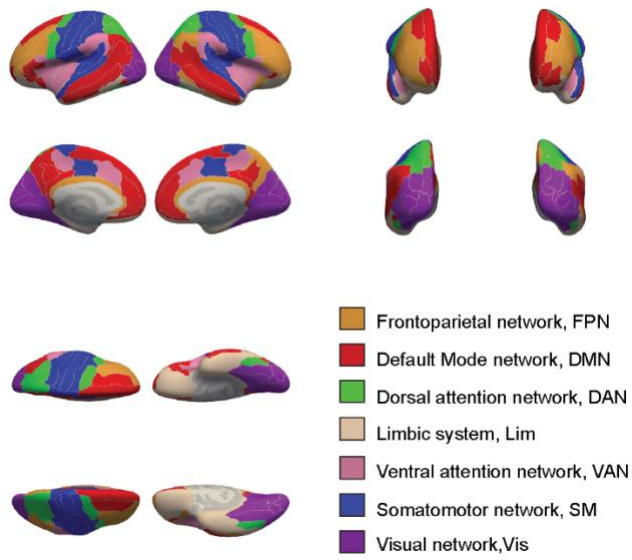 Frontoparietal network, FPN
Default Mode network, DMN
Dorsal attention network, DAN
Limbic system, Lim
Ventral attention network, VAN
Somatomotor network, SM
Visual network,Vis